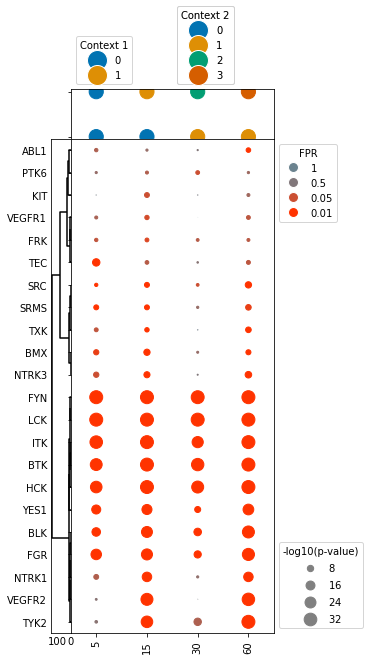 Context 1
0
1
Context 2
0
1
2
3
ABL1
PTK6
KIT
VEGFR1
FRK
TEC
SRC
SRMS
TXK
BMX
NTRK3
FYN
LCK
ITK
BTK
HCK
YES1
BLK
FGR
NTRK1
VEGFR2
TYK2
FPR
1
0.5
0.05
0.01
-log10(p-value)
8
16
24
32
100 0
5
15
30
60